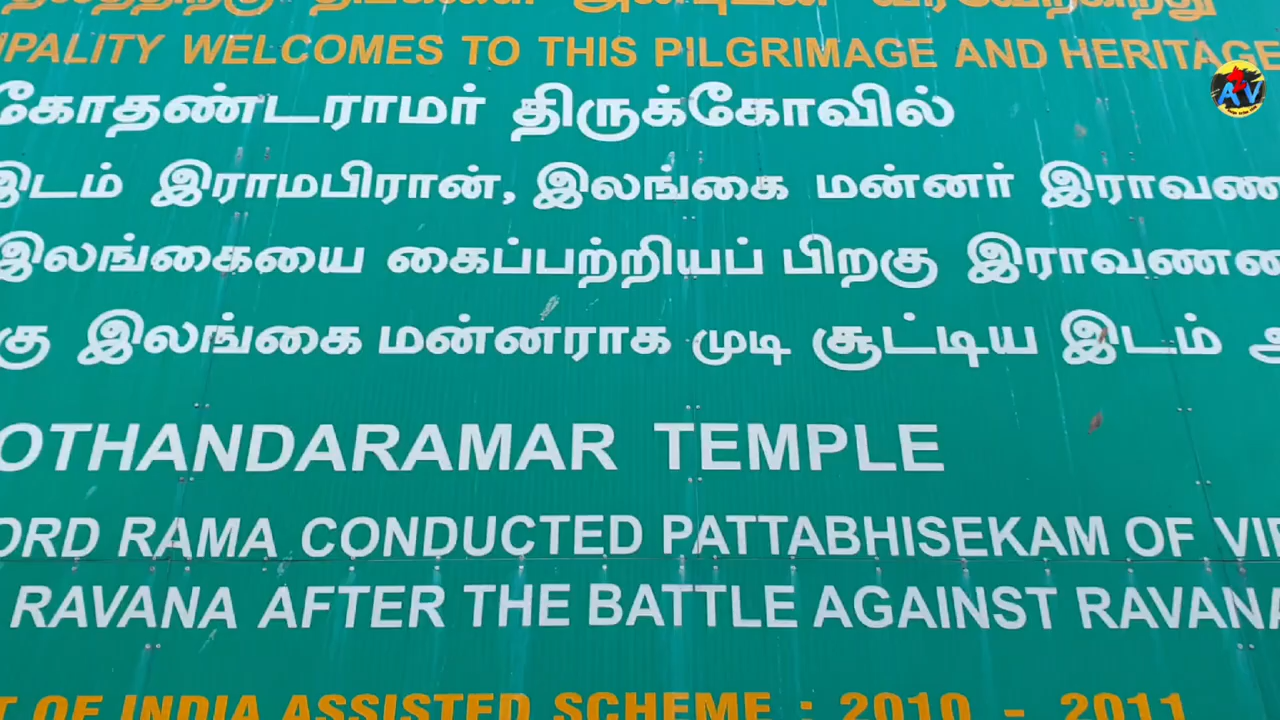 IPALITY WELCOMES TO THIS PILGRIMAGE AND HERITAGE
கோதண்டராமர் திருக்கோவில்
இடம் இராமபிரான், இலங்கை மன்னர் இராவண
இலங்கையை கைப்பற்றியப் பிறகு இராவண
கு இலங்கை மன்னராக முடி சூட்டிய இடம்
OTHANDARAMAR TEMPLE
ORD RAMA CONDUCTED PATTABHISEKAM OF VI
RAVANA AFTER THE BATTLE AGAINST RAVANA
T OF INDIA ASSISTED SCHEME : 2010 - 2011